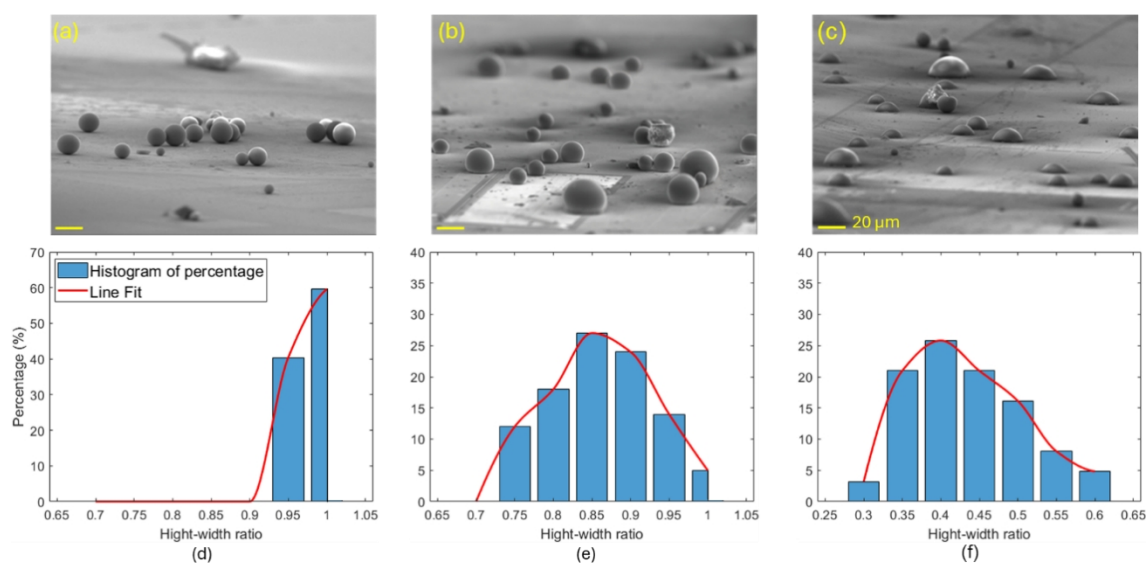 (a)
(b)
(c)
20 µm
70
60
50
40
30
20
10
0
Percentage (%)
Histogram of percentage
Line Fit
0.65 0.7 0.75 0.8 0.85 0.9 0.95 1 1.05
Hight-width ratio
(d)
40
35
30
25
20
15
10
5
0
0.65 0.7 0.75 0.8 0.85 0.9 0.95 1 1.05
Hight-width ratio
(e)
40
35
30
25
20
15
10
5
0
0.25 0.3 0.35 0.4 0.45 0.5 0.55 0.6 0.65
Hight-width ratio
(f)